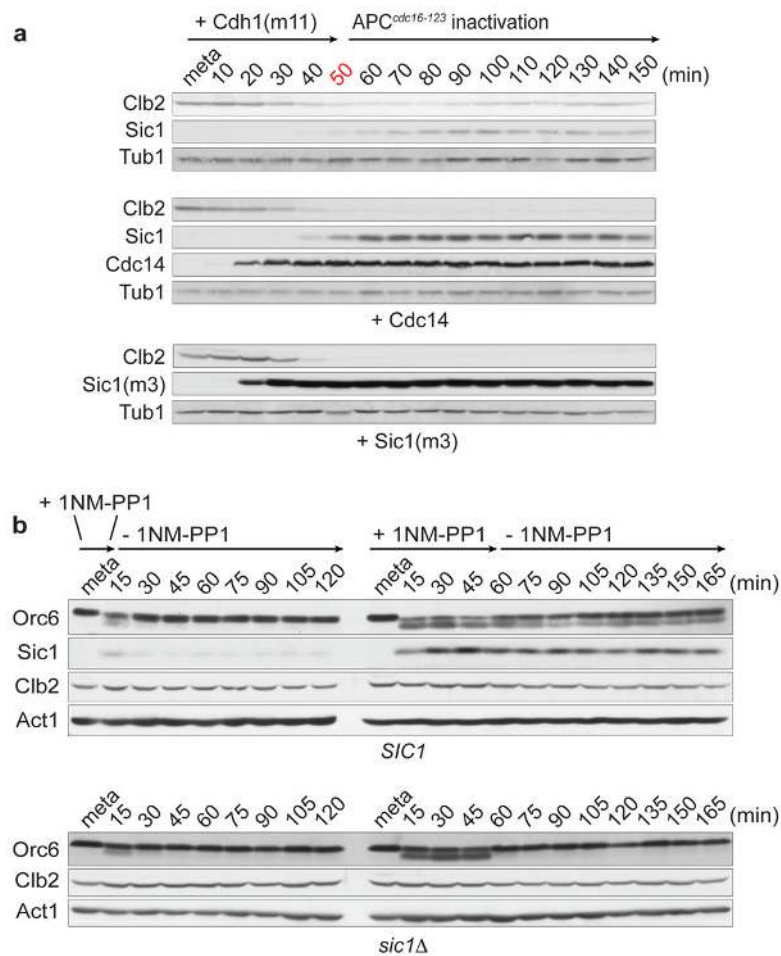 a
+ Cdh1(m11) APC^cdc16-123 inactivation
meta 10 20 30 40 50 60 70 80 90 100 110 120 130 140 150 (min)
Clb2
Sic1
Tub1
Clb2
Sic1
Cdc14
Tub1
+ Cdc14
Clb2
Sic1(m3)
Tub1
+ Sic1(m3)
b
+ 1NM-PP1
- 1NM-PP1 + 1NM-PP1 - 1NM-PP1
meta 15 30 45 60 75 90 105 120 meta 15 30 45 60 75 90 105 120 135 150 165 (min)
Orc6
Sic1
Clb2
Act1
SIC1
meta 15 30 45 60 75 90 105 120 meta 15 30 45 60 75 90 105 120 135 150 165 (min)
Orc6
Clb2
Act1
sic1Δ